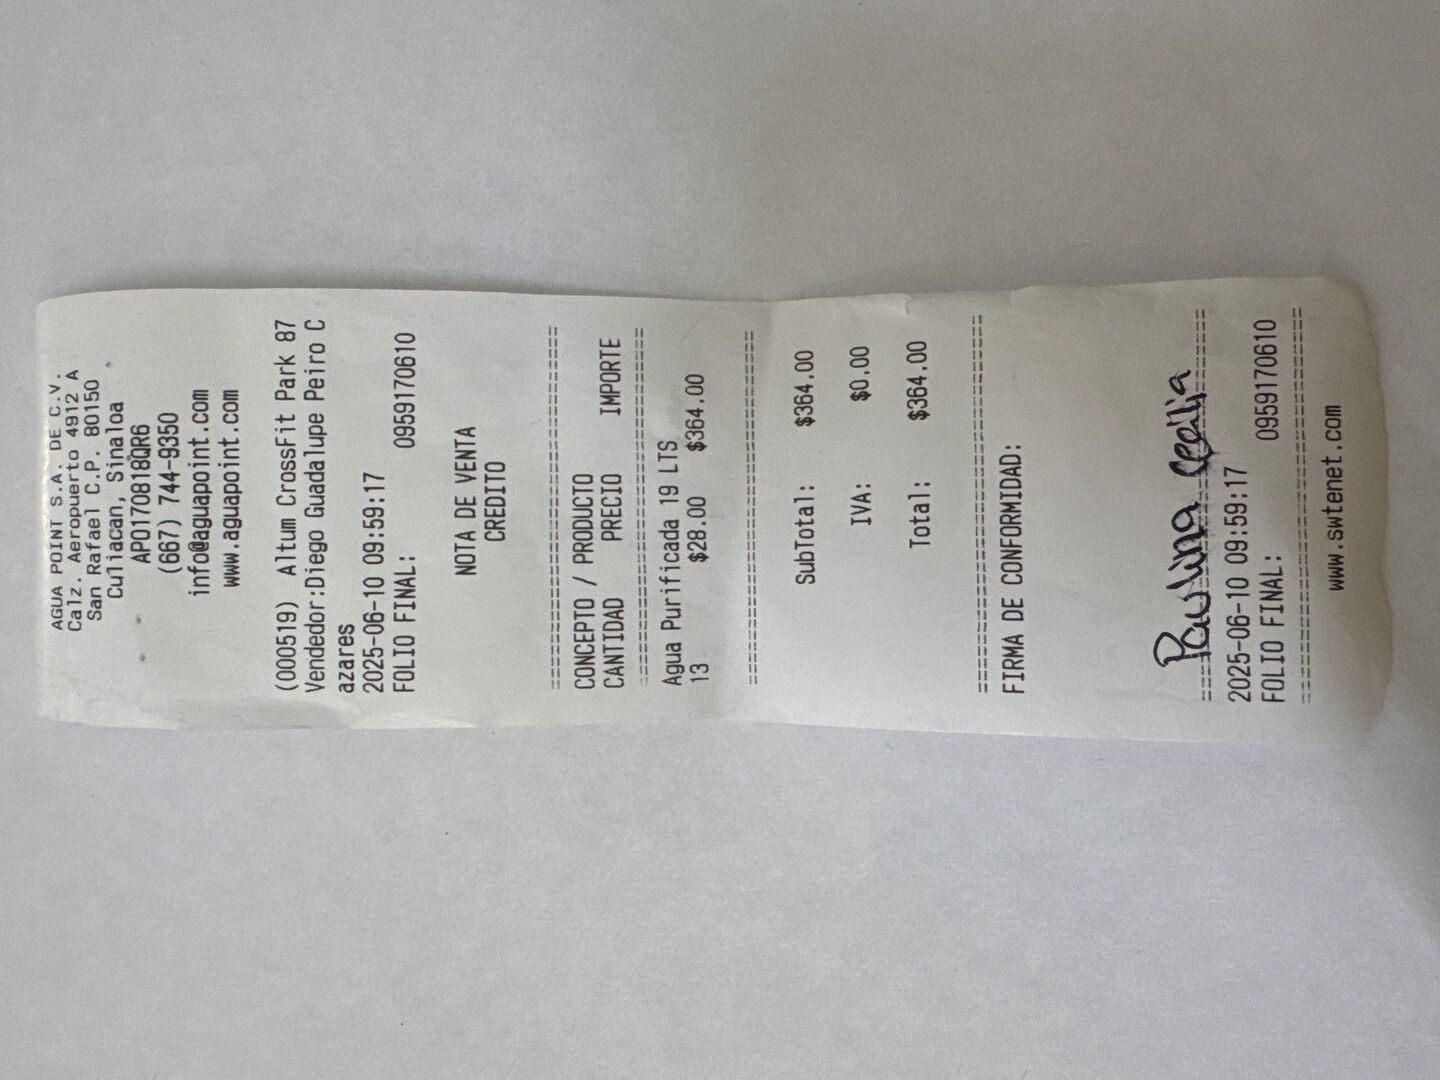 AGUA POINT S.A. DE C.V.
Calz. Aeropuerto 4912 A
San Rafael C.P. 80150
Culiacan, Sinaloa
APO170818QR6
(667) 744-9350
info@aguapoint.com
www.aguapoint.com
(000519) Altum CrossFit Park 87
Vendedor:Diego Guadalupe Peiro C
azares
2025-06-10 09:59:17
FOLIO FINAL: 0959170610
NOTA DE VENTA
CREDITO
================================
CONCEPTO / PRODUCTO
CANTIDAD PRECIO IMPORTE
================================
Agua Purificada 19 LTS
13 $28.00 $364.00
================================
SubTotal: $364.00
IVA: $0.00
Total: $364.00
================================
FIRMA DE CONFORMIDAD:
Paulina Cecilia
================================
2025-06-10 09:59:17
FOLIO FINAL: 0959170610
================================
www.swtenet.com